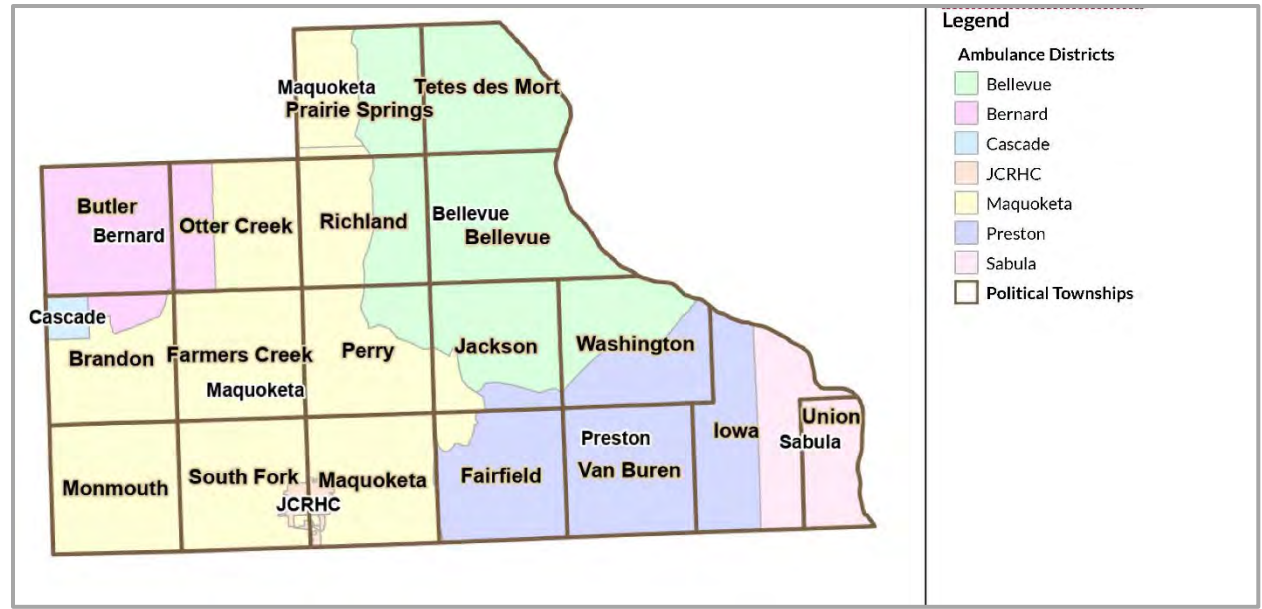 Legend
Ambulance Districts
Bellevue
Bernard
Cascade
JCRHC
Maquoketa
Preston
Sabula
Political Townships
Maquoketa
Prairie Springs
Tetes des Mort
Butler
Bernard
Otter Creek
Richland
Bellevue
Bellevue
Cascade
Brandon
Farmers Creek
Maquoketa
Perry
Jackson
Washington
Monmouth
South Fork
JCRHC
Maquoketa
Fairfield
Preston
Van Buren
Iowa
Union
Sabula